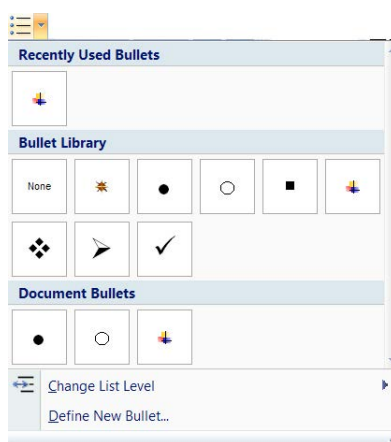 Recently Used Bullets
Bullet Library
None
Document Bullets
Change List Level
Define New Bullet...